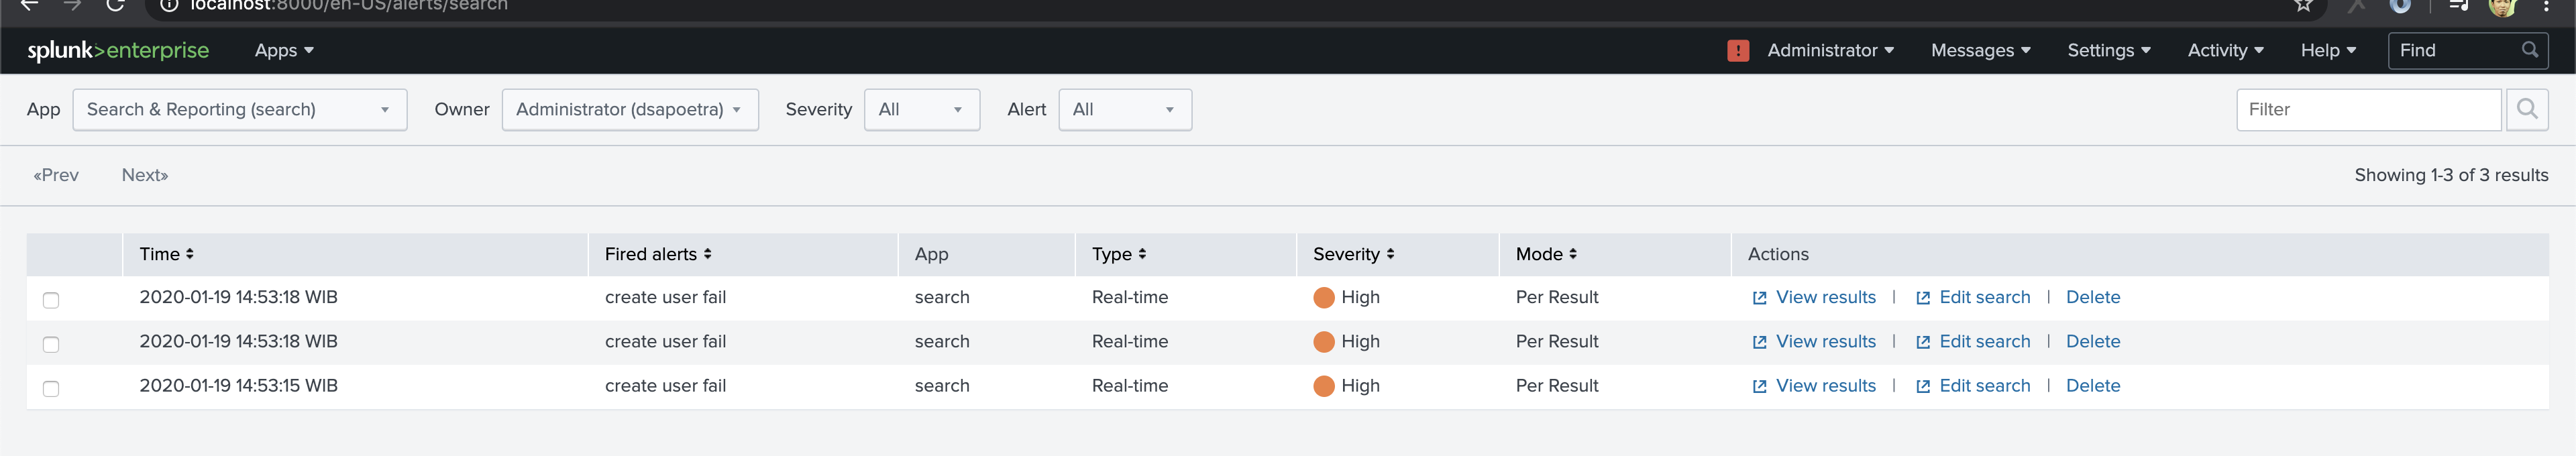 localhost:8000/en-US/alerts/search
splunk>enterprise Apps ! Administrator Messages Settings Activity Help Find
App Search & Reporting (search) Owner Administrator (dsapoetra) Severity All Alert All Filter
«Prev Next» Showing 1-3 of 3 results
Time Fired alerts App Type Severity Mode Actions
2020-01-19 14:53:18 WIB create user fail search Real-time High Per Result View results | Edit search | Delete
2020-01-19 14:53:18 WIB create user fail search Real-time High Per Result View results | Edit search | Delete
2020-01-19 14:53:15 WIB create user fail search Real-time High Per Result View results | Edit search | Delete